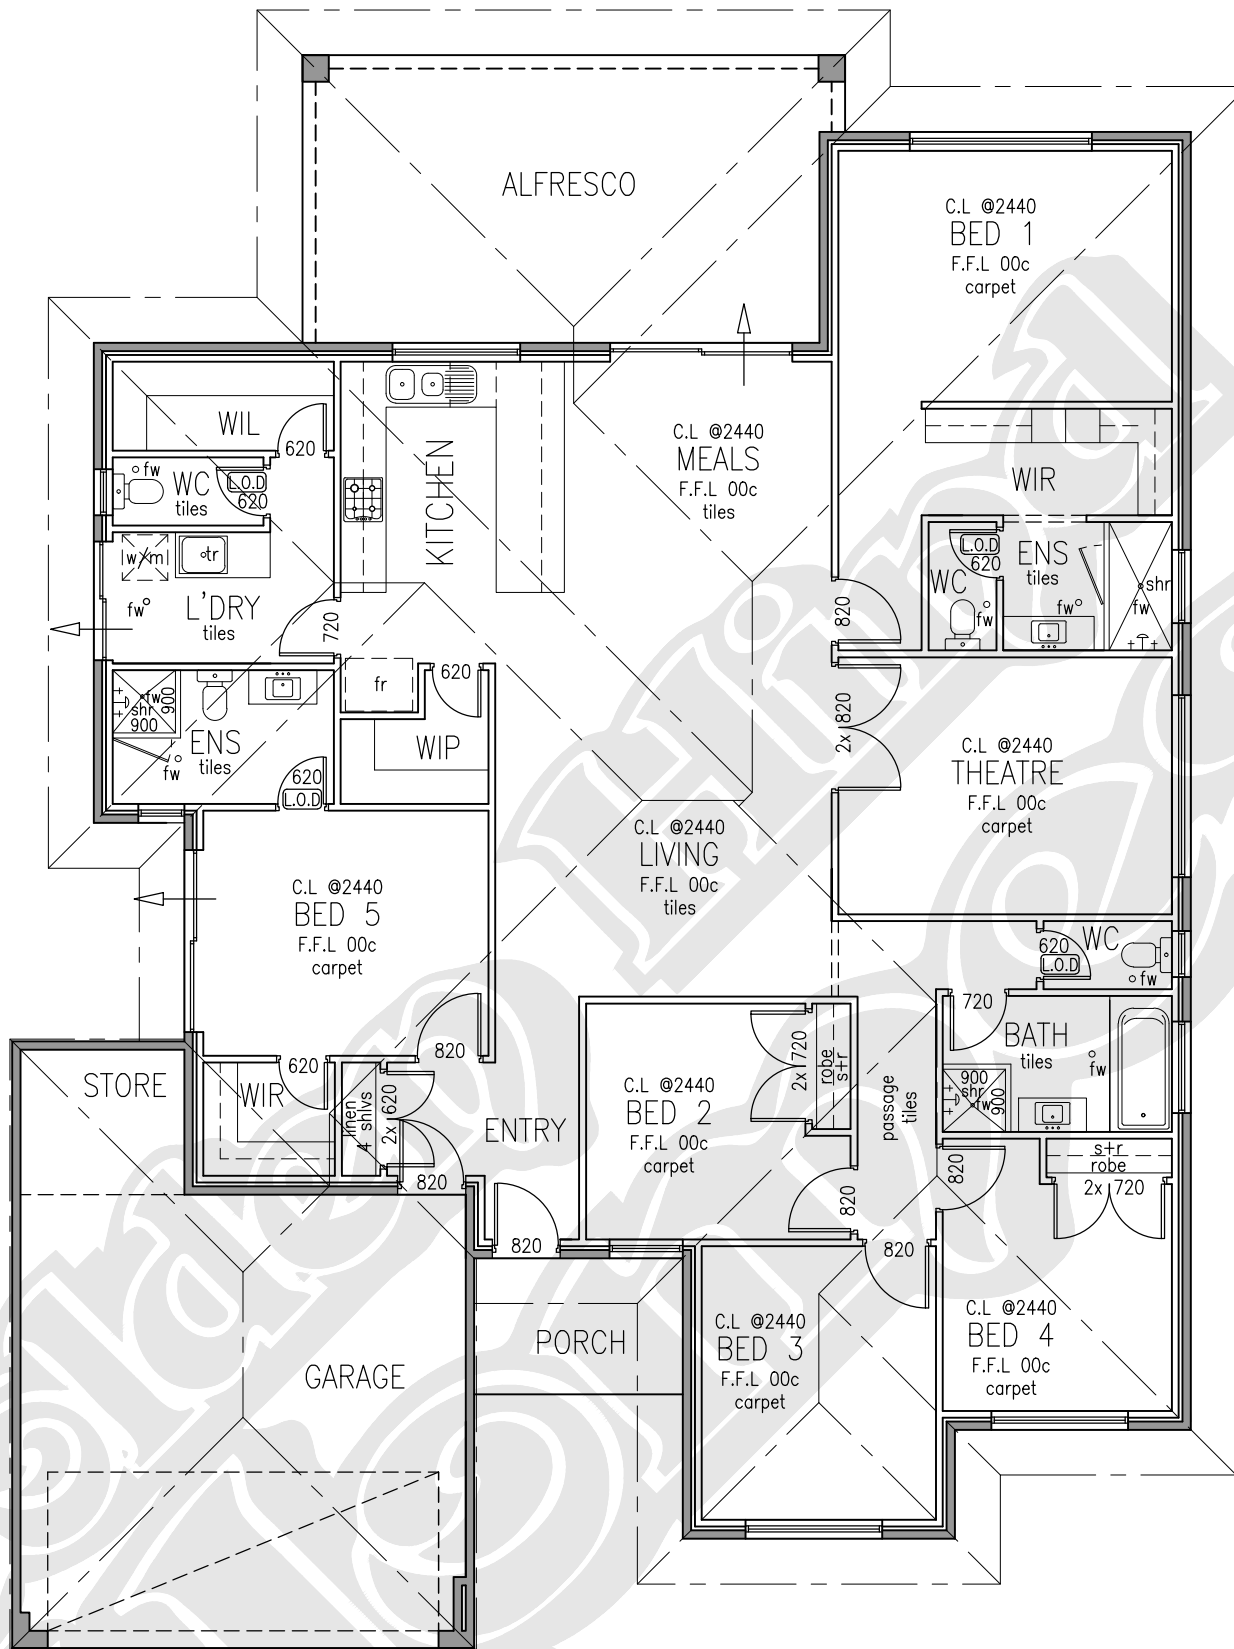 ALFRESCO
C.L @2440
BED 1
F.F.L 00c
carpet
WIL
620
C.L @2440
MEALS
F.F.L 00c
tiles
KITCHEN
WIR
fw
WC
tiles
L.O.D
620
w/m
tr
fw
L'DRY
tiles
720
L.O.D
620
WC
fw
ENS
tiles
fw
shr
fw
820
fr
620
WIP
fw
shr
900
900
ENS
tiles
fw
620
L.O.D
2x 820
C.L @2440
THEATRE
F.F.L 00c
carpet
C.L @2440
LIVING
F.F.L 00c
tiles
C.L @2440
BED 5
F.F.L 00c
carpet
620
L.O.D
WC
fw
720
BATH
tiles
fw
900
shr
fw
900
820
620
WIR
STORE
linen
4 shlvs
2x 620
820
ENTRY
820
C.L @2440
BED 2
F.F.L 00c
carpet
2x 720
robe
s+r
passage
tiles
820
820
820
s+r
robe
2x 720
C.L @2440
BED 3
F.F.L 00c
carpet
C.L @2440
BED 4
F.F.L 00c
carpet
PORCH
GARAGE